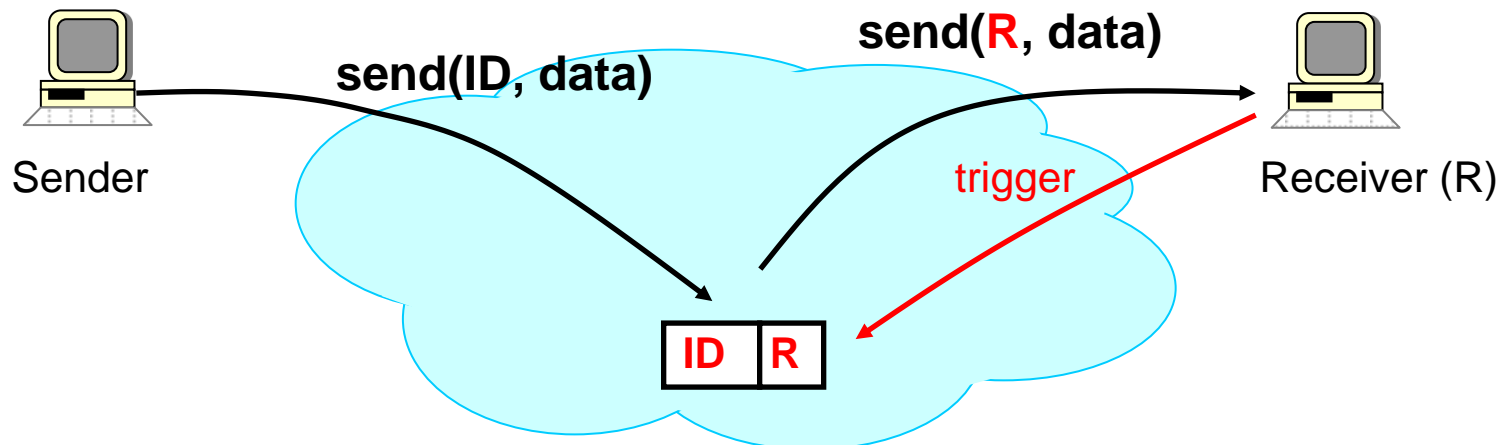 send(R, data)
send(ID, data)
Sender
trigger
Receiver (R)
ID R